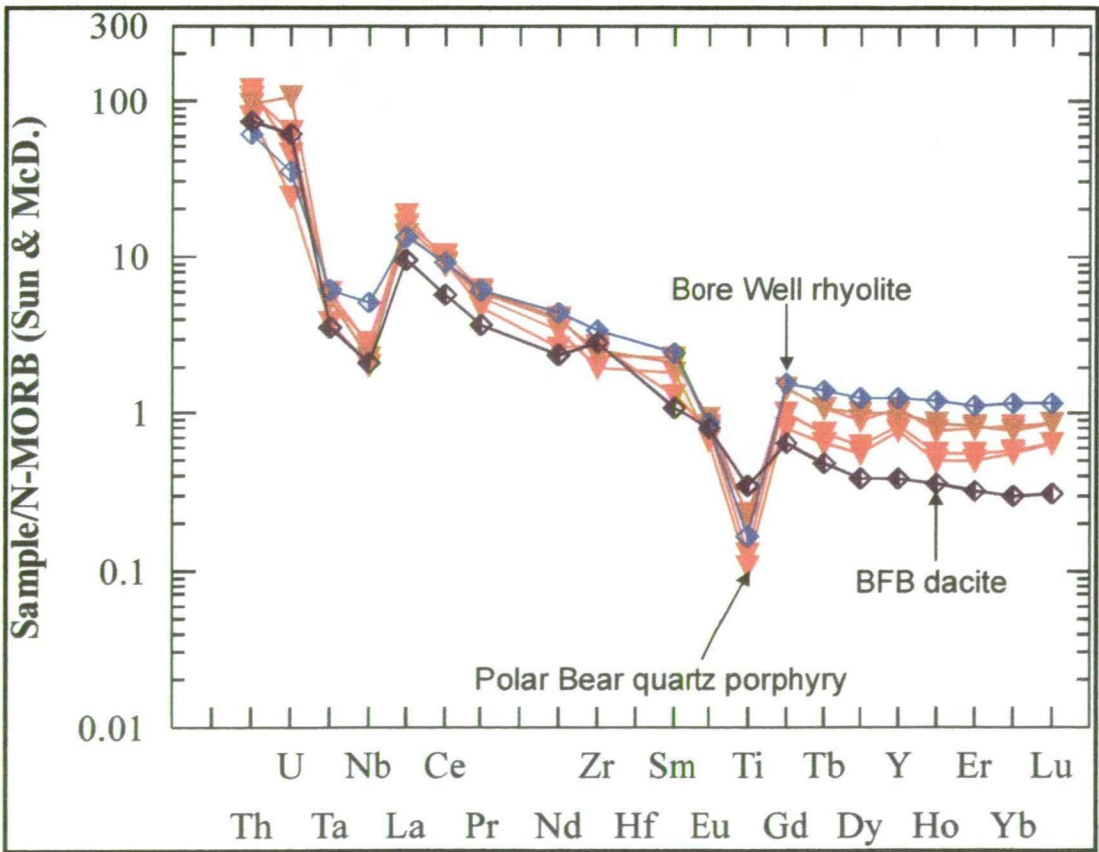 300
100
10
1
0.1
0.01
Sample/N-MORB (Sun & McD.)
Bore Well rhyolite
BFB dacite
Polar Bear quartz porphyry
U Nb Ce Zr Sm Ti Tb Y Er Lu
Th Ta La Pr Nd Hf Eu Gd Dy Ho Yb